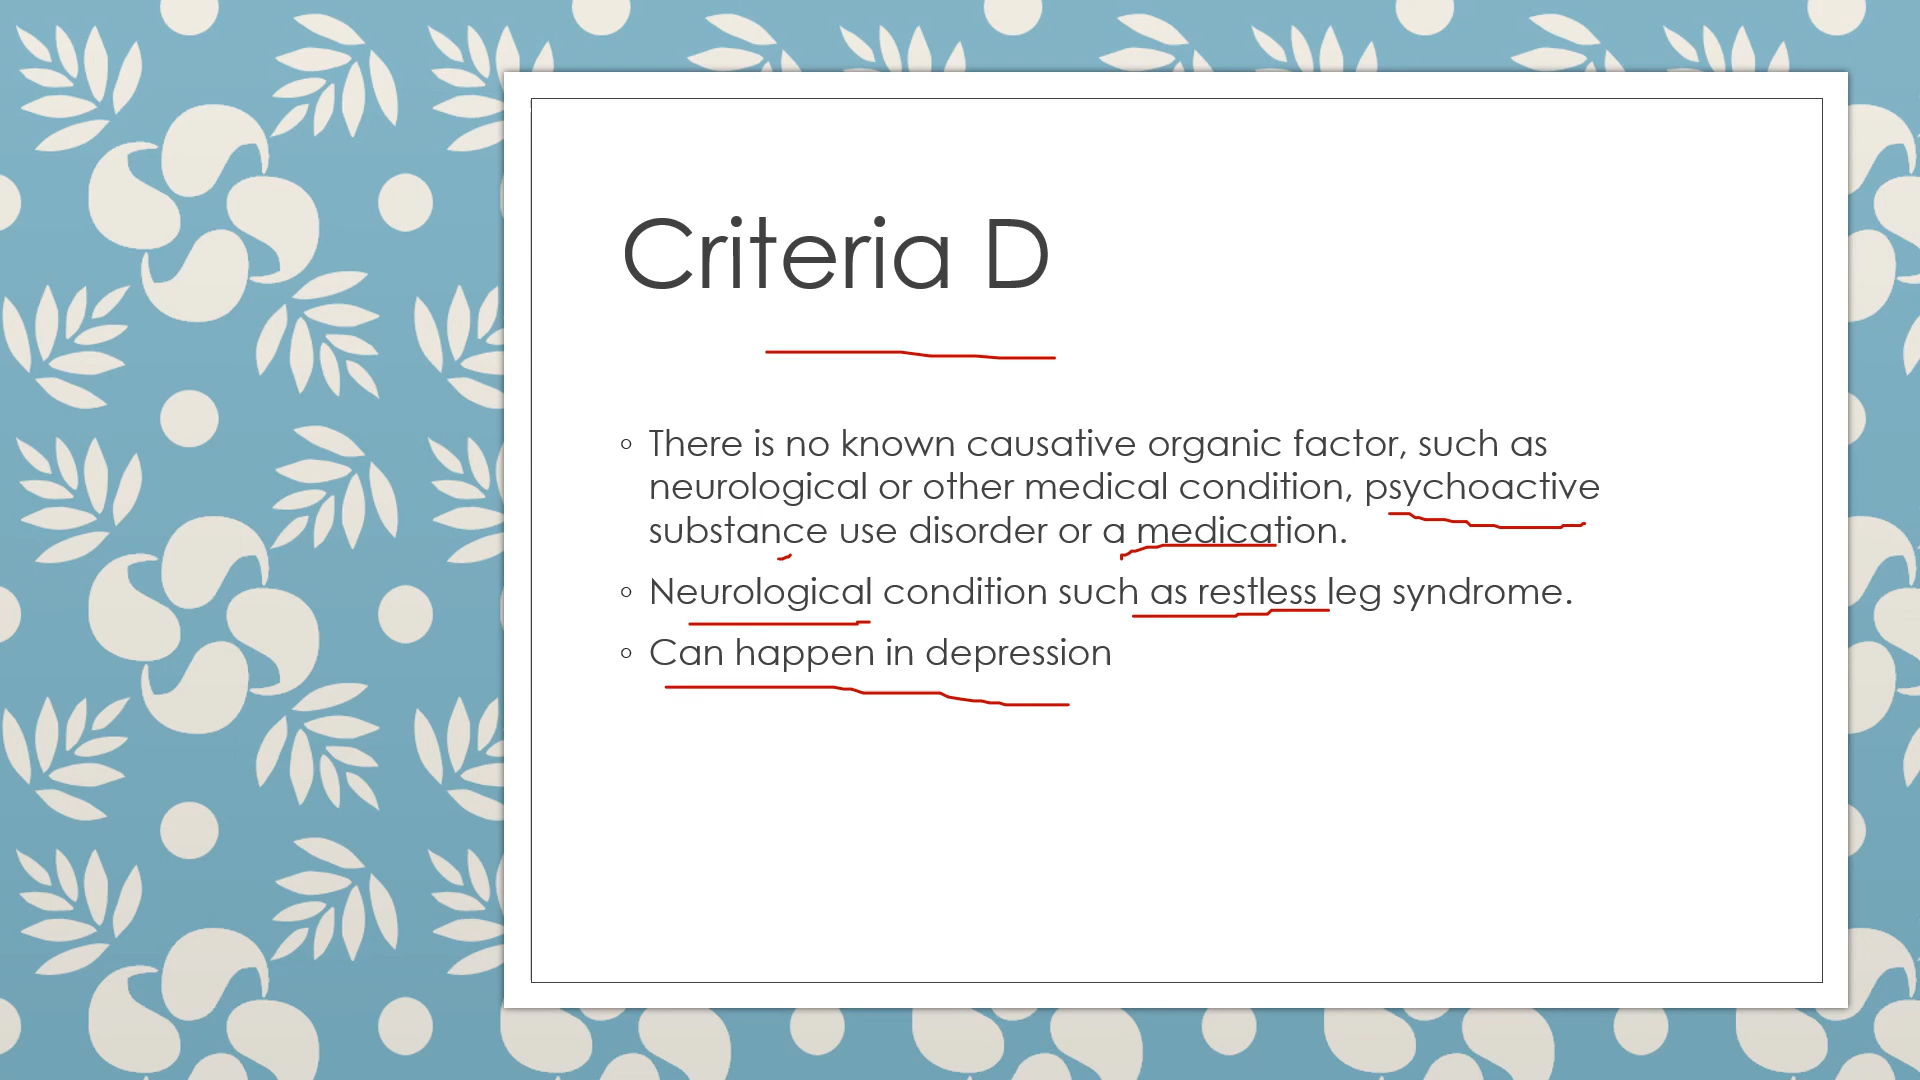 Criteria D
◦ There is no known causative organic factor, such as
neurological or other medical condition, psychoactive
substance use disorder or a medication.
◦ Neurological condition such as restless leg syndrome.
◦ Can happen in depression